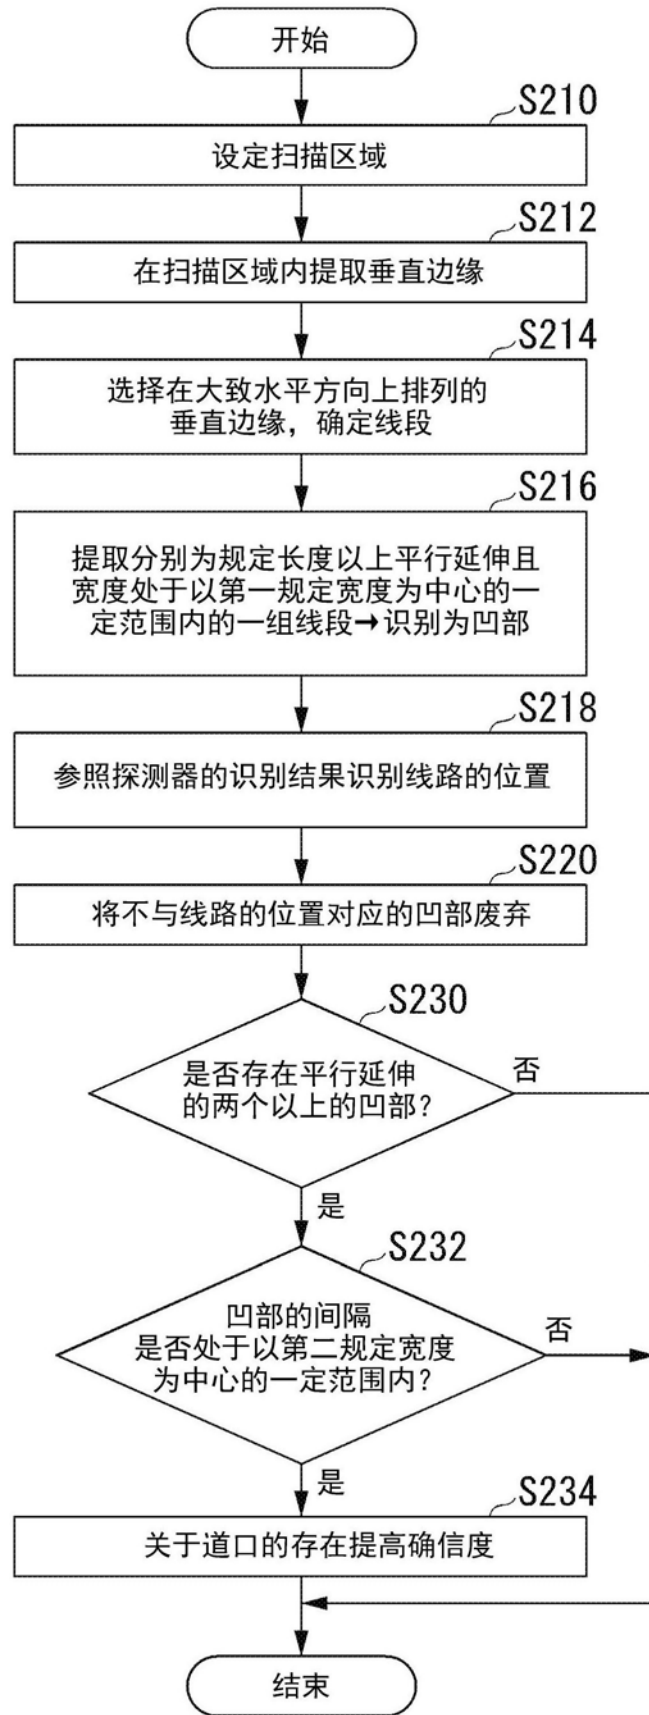 开始
S210
设定扫描区域
S212
在扫描区域内提取垂直边缘
S214
选择在大致水平方向上排列的
垂直边缘，确定线段
S216
提取分别为规定长度以上平行延伸且
宽度处于以第一规定宽度为中心的一
定范围内的一组线段→识别为凹部
S218
参照探测器的识别结果识别线路的位置
S220
将不与线路的位置对应的凹部废弃
S230
是否存在平行延伸
的两个以上的凹部？
否
是
S232
凹部的间隔
是否处于以第二规定宽度
为中心的一定范围内？
否
是
S234
关于道口的存在提高确信度
结束